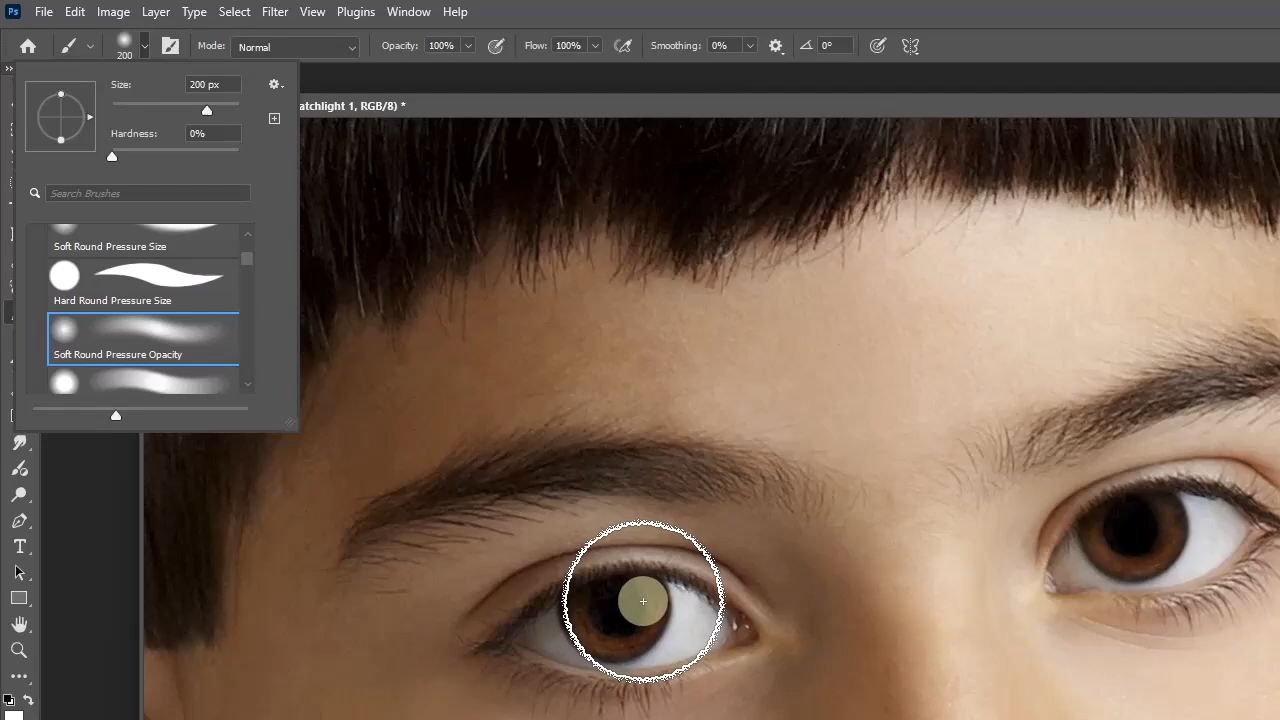 Ps File Edit Image Layer Type Select Filter View Plugins Window Help
200 Mode: Normal Opacity: 100% Flow: 100% Smoothing: 0% 0°
Size: 200 px
atchlight 1, RGB/8) *
Hardness: 0%
Search Brushes
Soft Round Pressure Size
Hard Round Pressure Size
Soft Round Pressure Opacity